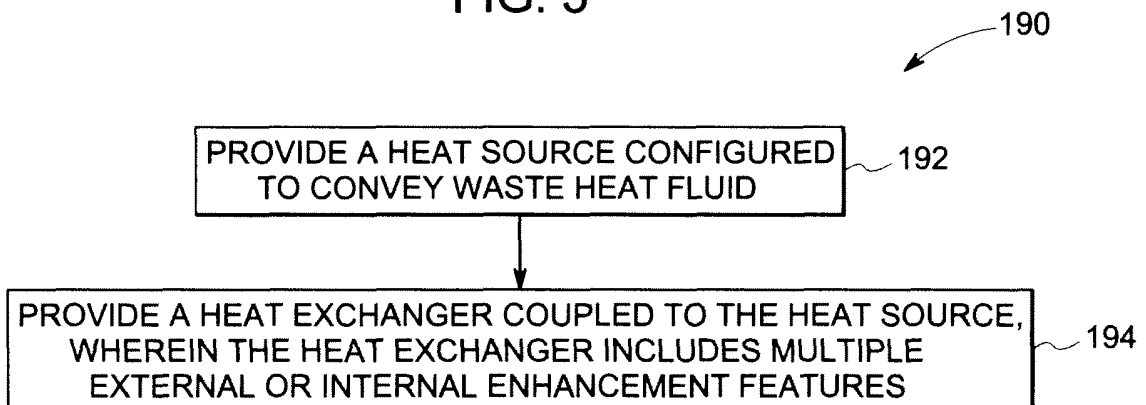 190
PROVIDE A HEAT SOURCE CONFIGURED
TO CONVEY WASTE HEAT FLUID
192
PROVIDE A HEAT EXCHANGER COUPLED TO THE HEAT SOURCE,
WHEREIN THE HEAT EXCHANGER INCLUDES MULTIPLE
EXTERNAL OR INTERNAL ENHANCEMENT FEATURES
194